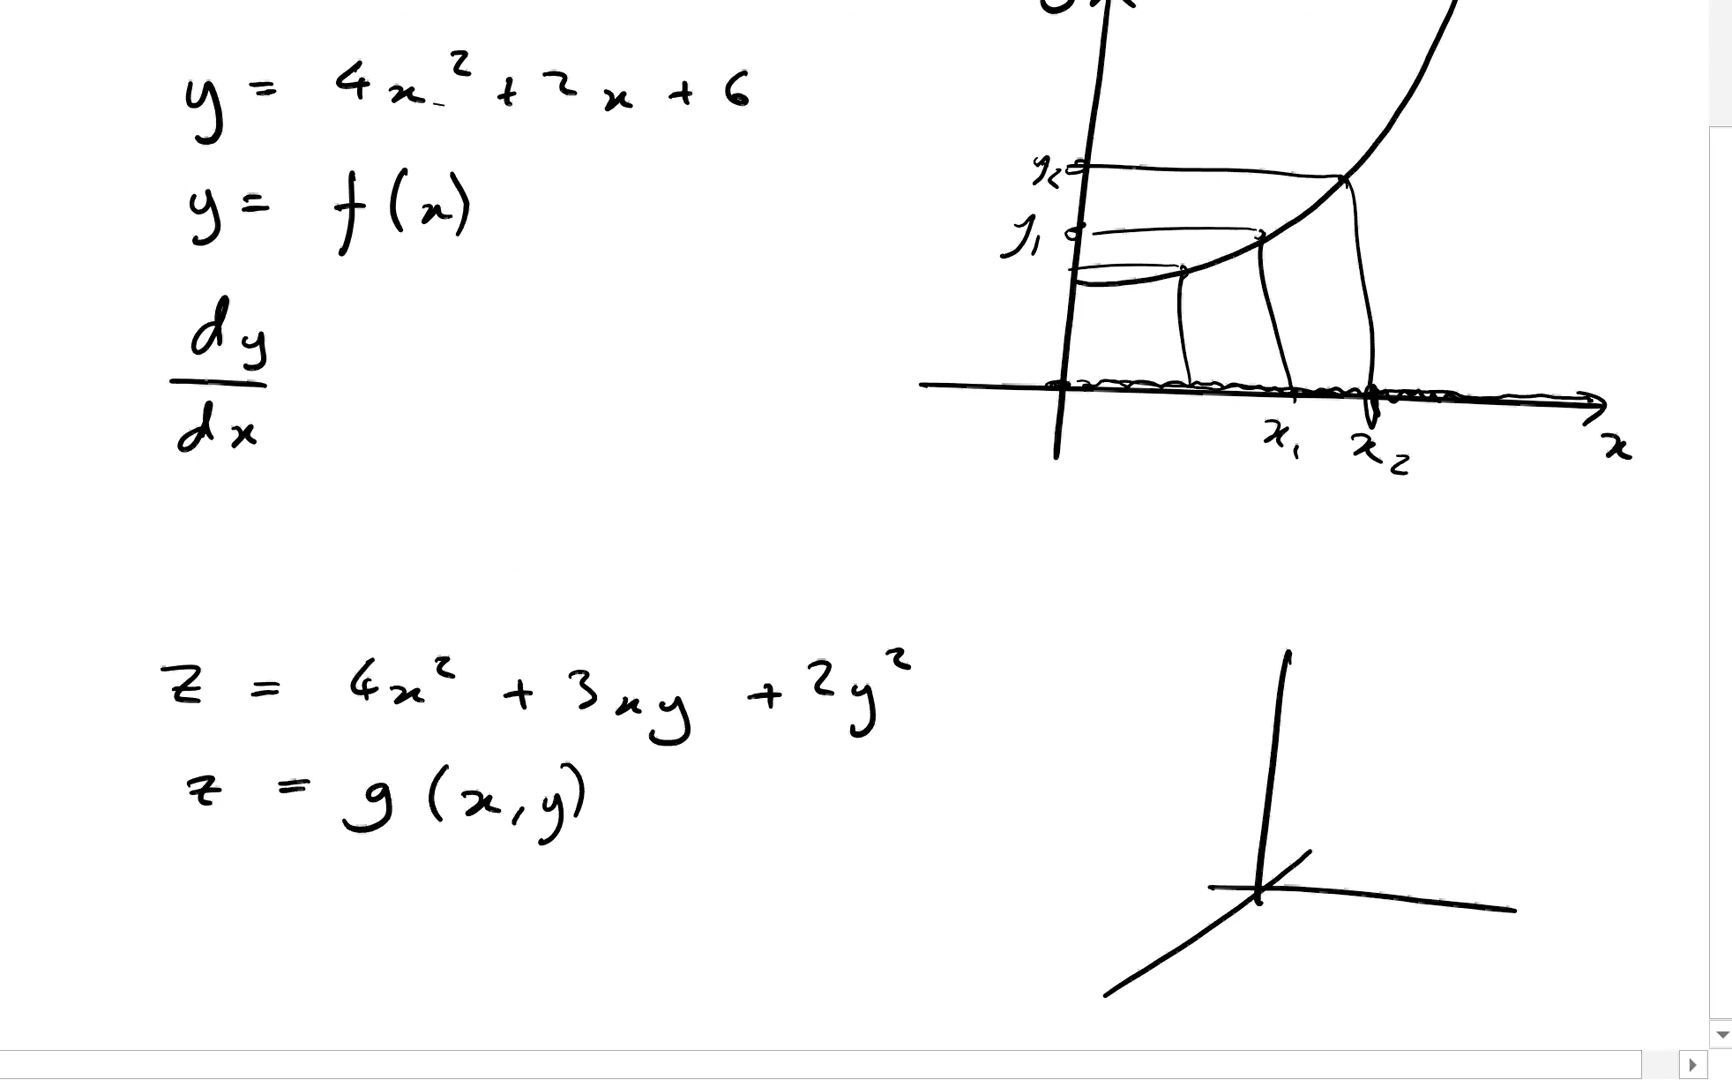 y = 4x² + 2x + 6
y = f(x)
dy
dx
y₂
y₁
x₁ x₂ x
z = 4x² + 3xy + 2y²
z = g(x, y)